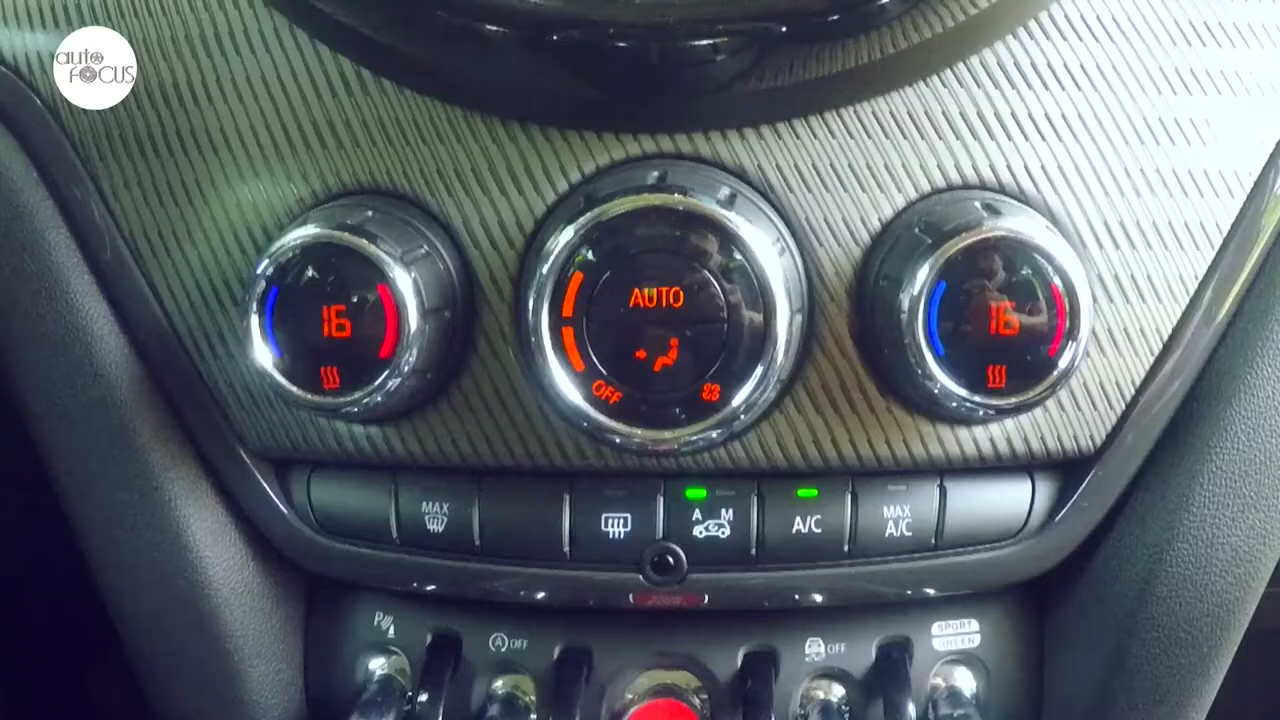 auto
FOCUS
16
AUTO
OFF
16
MAX
A M
A/C
MAX
A/C
P
A OFF
OFF
SPORT
GREEN